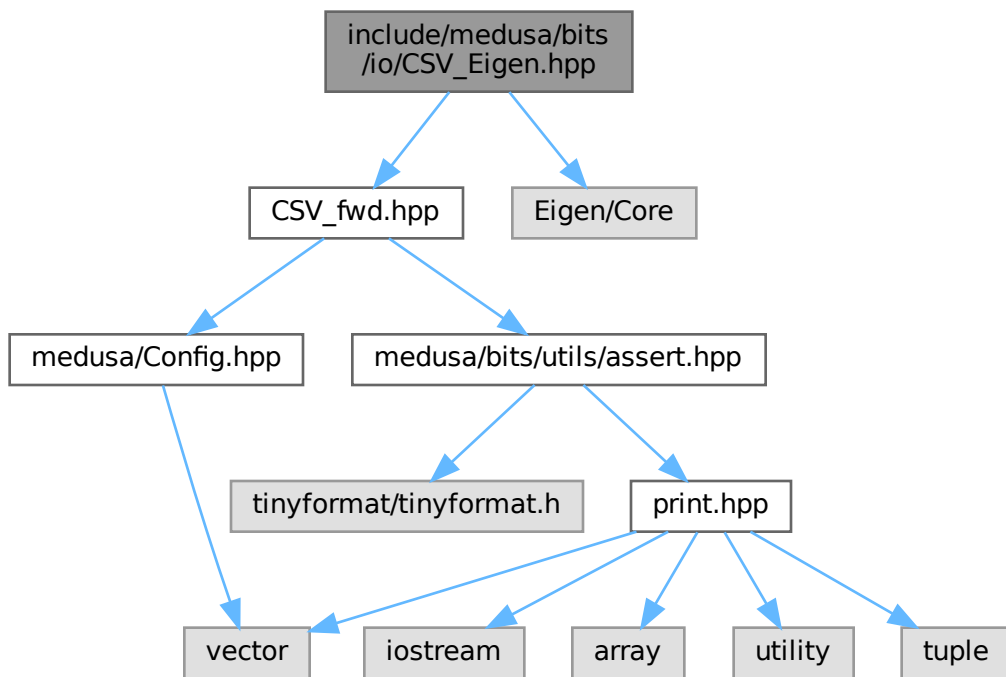 include/medusa/bits
/io/CSV_Eigen.hpp
CSV_fwd.hpp
Eigen/Core
medusa/Config.hpp
medusa/bits/utils/assert.hpp
tinyformat/tinyformat.h
print.hpp
vector
iostream
array
utility
tuple